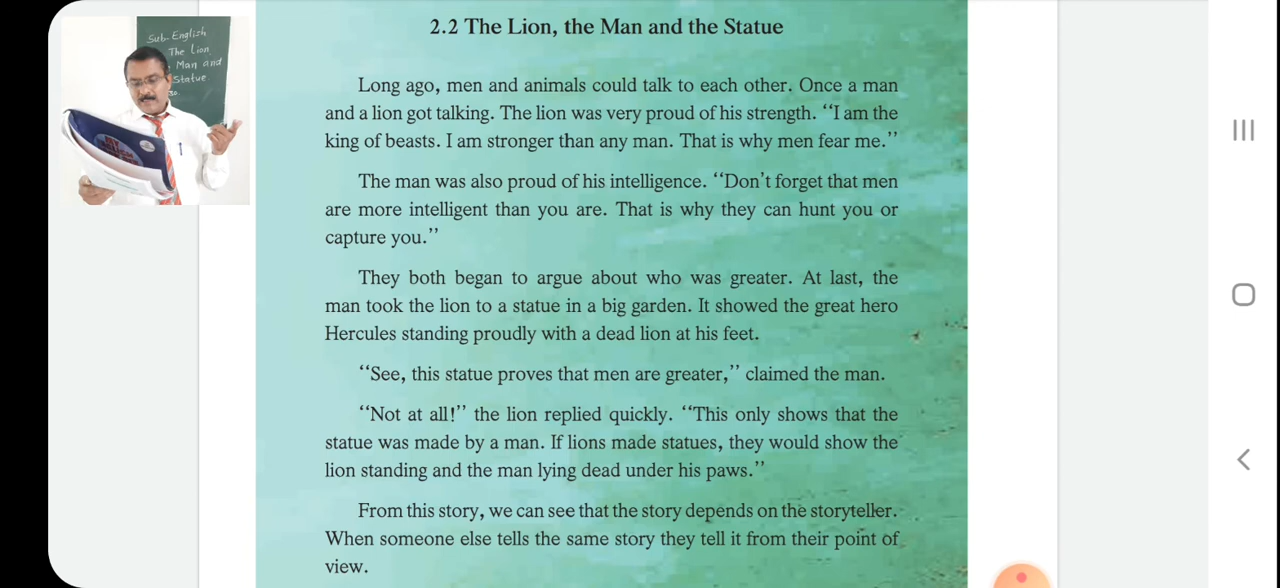 Sub- English
The Lion
Man and
Statue
2.2 The Lion, the Man and the Statue
Long ago, men and animals could talk to each other. Once a man
and a lion got talking. The lion was very proud of his strength. ‘‘I am the
king of beasts. I am stronger than any man. That is why men fear me.’’
The man was also proud of his intelligence. ‘‘Don’t forget that men
are more intelligent than you are. That is why they can hunt you or
capture you.’’
They both began to argue about who was greater. At last, the
man took the lion to a statue in a big garden. It showed the great hero
Hercules standing proudly with a dead lion at his feet.
‘‘See, this statue proves that men are greater,’’ claimed the man.
‘‘Not at all!’’ the lion replied quickly. ‘‘This only shows that the
statue was made by a man. If lions made statues, they would show the
lion standing and the man lying dead under his paws.’’
From this story, we can see that the story depends on the storyteller.
When someone else tells the same story they tell it from their point of
view.